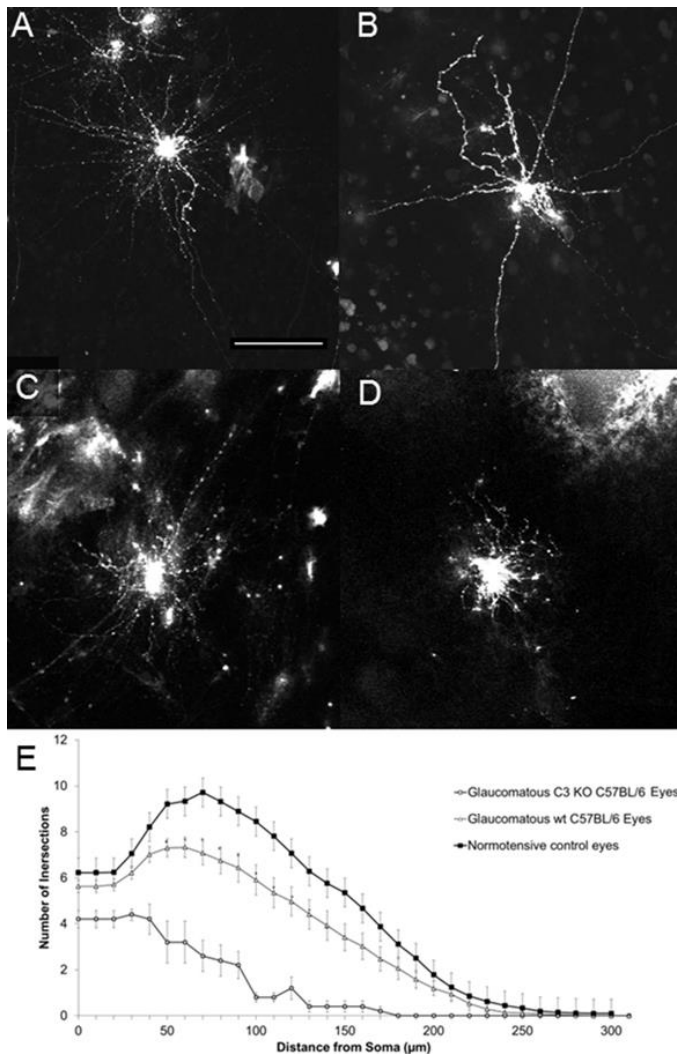 A
B
C
D
E
12
10
8
6
4
2
0
Number of Inersections
Glaucomatous C3 KO C57BL/6 Eyes
Glaucomatous wt C57BL/6 Eyes
Normotensive control eyes
0 50 100 150 200 250 300
Distance from Soma (µm)